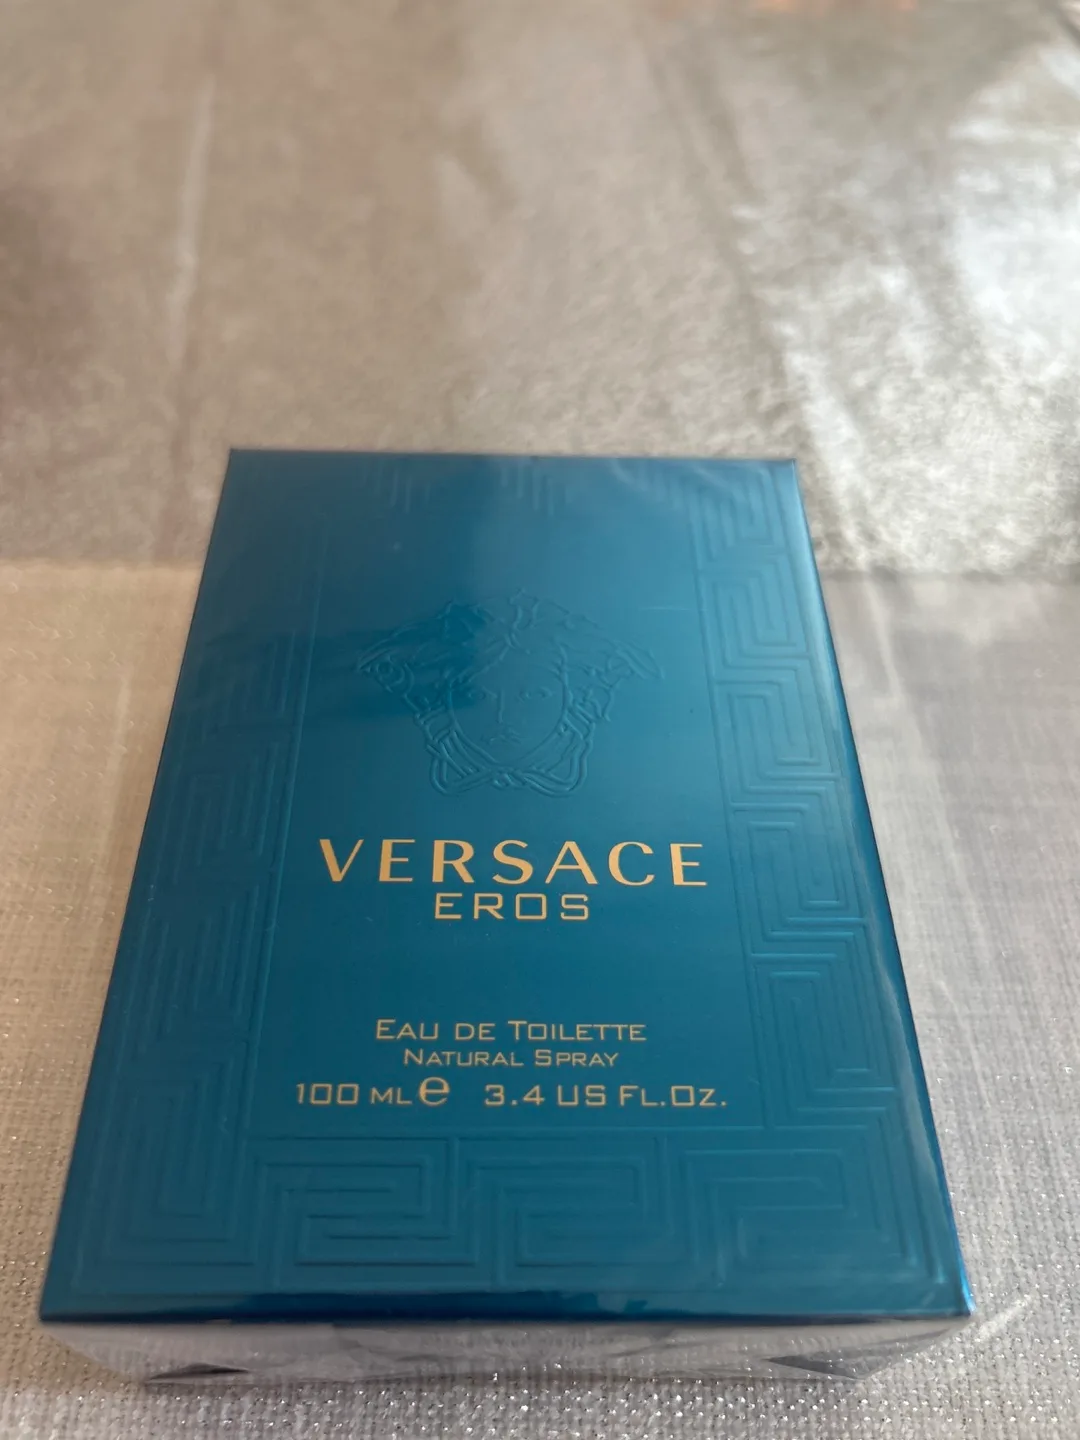 VERSACE
EROS
EAU DE TOILETTE
NATURAL SPRAY
100 ML ℮ 3.4 US FL.OZ.